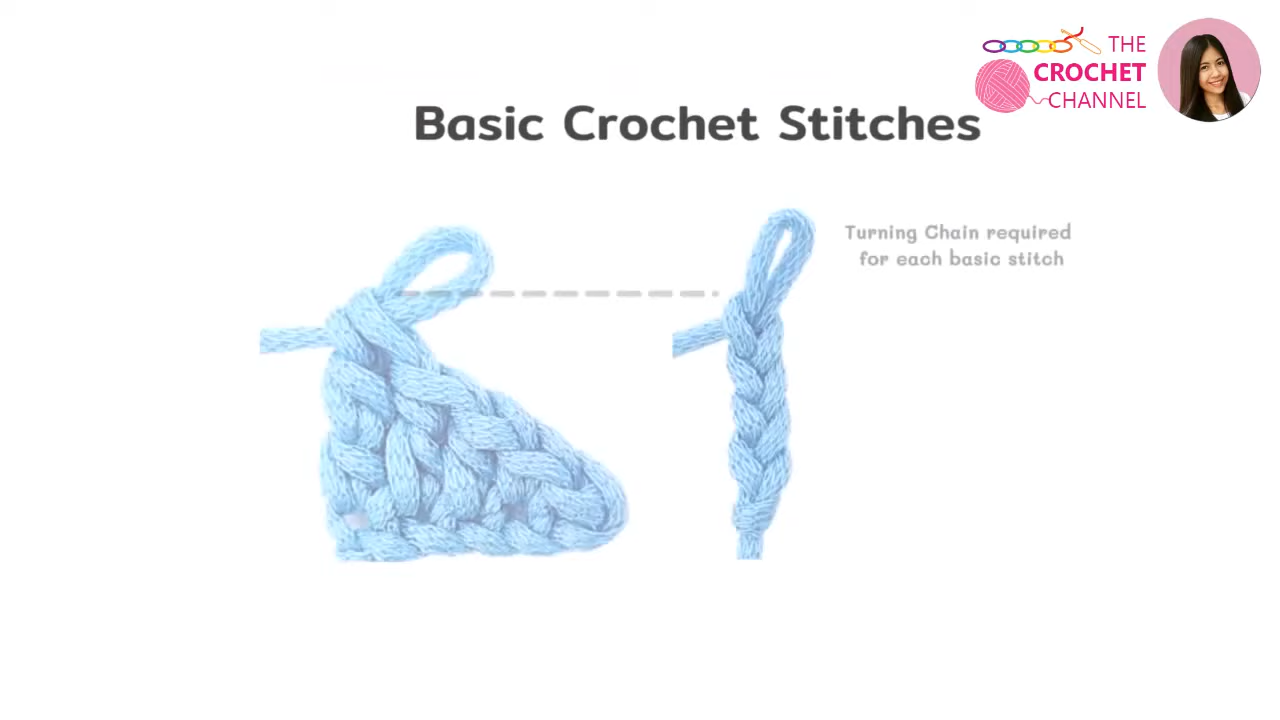 THE
CROCHET
CHANNEL
Basic Crochet Stitches
Turning Chain required
for each basic stitch